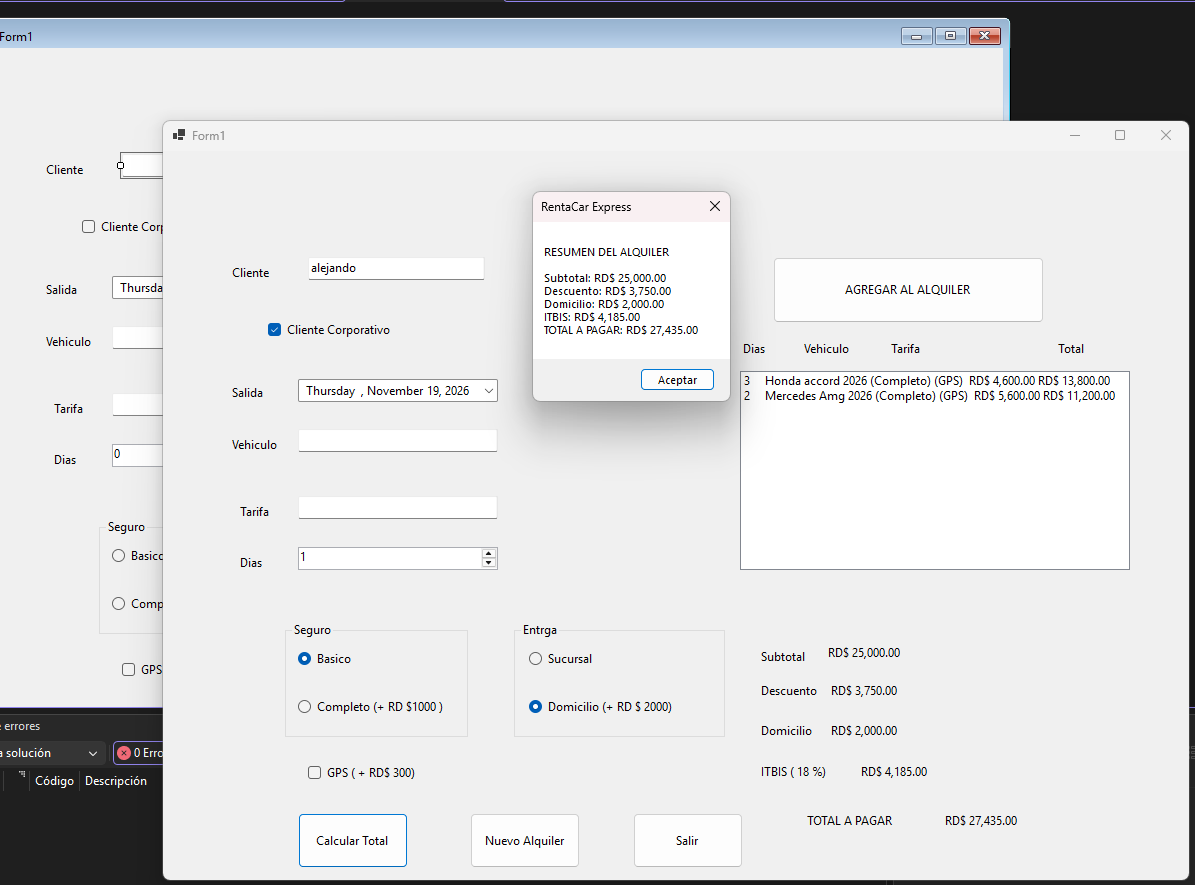 Form1
Form1
Cliente
Cliente Corp
Salida
Thursda
Vehiculo
Tarifa
Dias
0
Seguro
Basico
Comp
GPS
errores
a solución
0 Erro
Código Descripción
Cliente
alejando
Cliente Corporativo
Salida
Thursday , November 19, 2026
Vehiculo
Tarifa
Dias
1
RentaCar Express
RESUMEN DEL ALQUILER
Subtotal: RD$ 25,000.00
Descuento: RD$ 3,750.00
Domicilio: RD$ 2,000.00
ITBIS: RD$ 4,185.00
TOTAL A PAGAR: RD$ 27,435.00
Aceptar
AGREGAR AL ALQUILER
Dias Vehiculo Tarifa Total
3 Honda accord 2026 (Completo) (GPS) RD$ 4,600.00 RD$ 13,800.00
2 Mercedes Amg 2026 (Completo) (GPS) RD$ 5,600.00 RD$ 11,200.00
Seguro
Basico
Completo (+ RD $1000 )
Entrga
Sucursal
Domicilio (+ RD $ 2000)
GPS ( + RD$ 300)
Subtotal RD$ 25,000.00
Descuento RD$ 3,750.00
Domicilio RD$ 2,000.00
ITBIS ( 18 %) RD$ 4,185.00
TOTAL A PAGAR RD$ 27,435.00
Calcular Total
Nuevo Alquiler
Salir